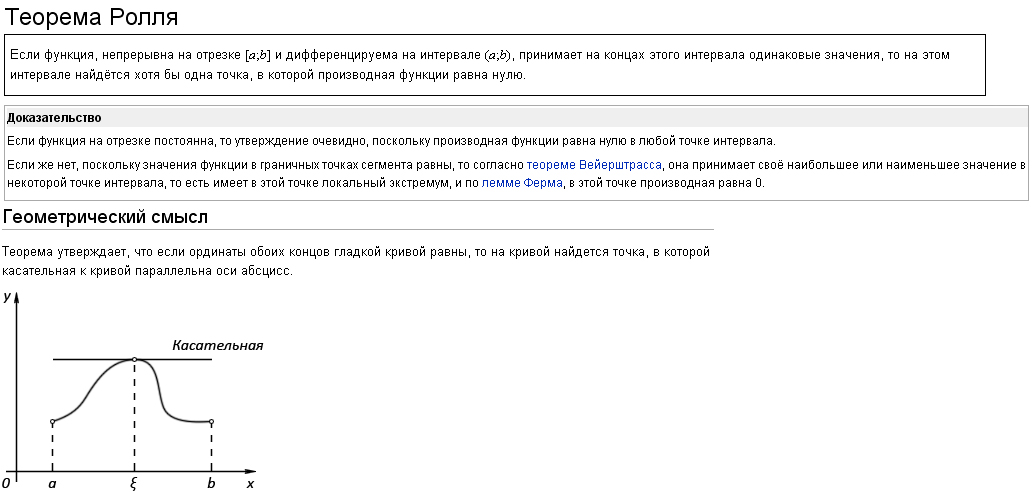 Теорема Ролля
Если функция, непрерывна на отрезке [a;b] и дифференцируема на интервале (a;b), принимает на концах этого интервала одинаковые значения, то на этом
интервале найдётся хотя бы одна точка, в которой производная функции равна нулю.
Доказательство
Если функция на отрезке постоянна, то утверждение очевидно, поскольку производная функции равна нулю в любой точке интервала.
Если же нет, поскольку значения функции в граничных точках сегмента равны, то согласно теореме Вейерштрасса, она принимает своё наибольшее или наименьшее значение в
некоторой точке интервала, то есть имеет в этой точке локальный экстремум, и по лемме Ферма, в этой точке производная равна 0.
Геометрический смысл
Теорема утверждает, что если ординаты обоих концов гладкой кривой равны, то на кривой найдется точка, в которой
касательная к кривой параллельна оси абсцисс.
y
Касательная
0 a ξ b x